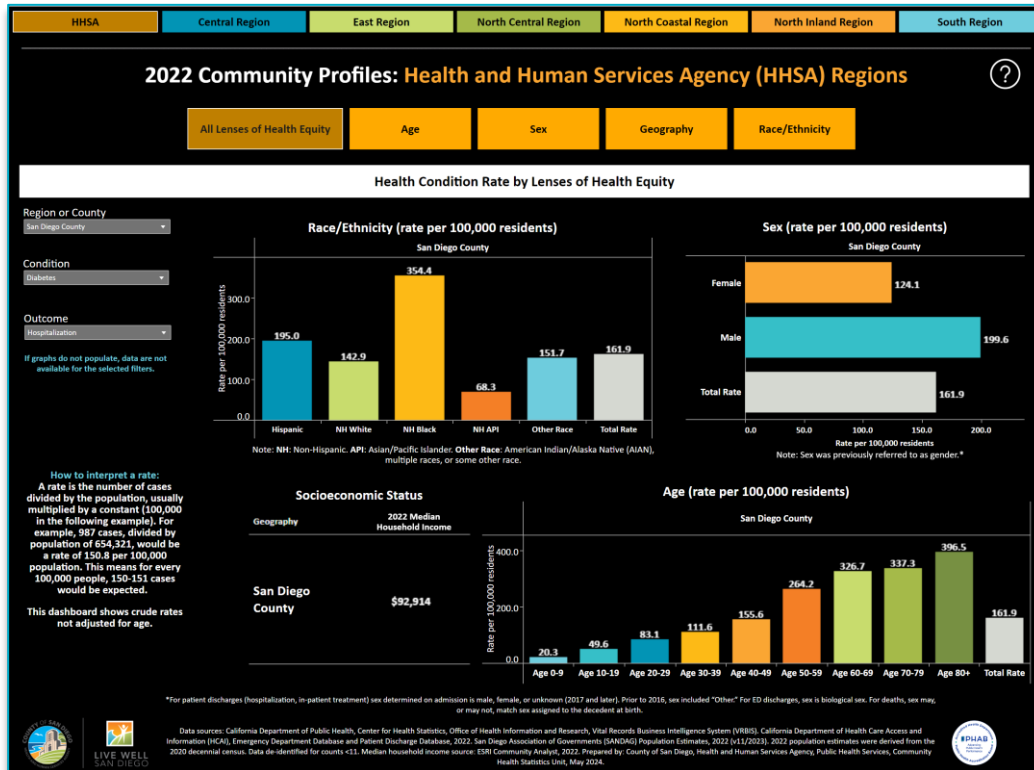 HHSA
Central Region
East Region
North Central Region
North Coastal Region
North Inland Region
South Region
2022 Community Profiles: Health and Human Services Agency (HHSA) Regions
?
All Lenses of Health Equity
Age
Sex
Geography
Race/Ethnicity
Health Condition Rate by Lenses of Health Equity
Region or County
San Diego County
Condition
Diabetes
Outcome
Hospitalization
If graphs do not populate, data are not
available for the selected filters.
Race/Ethnicity (rate per 100,000 residents)
San Diego County
Rate per 100,000 residents
300.0
200.0
100.0
0.0
195.0
142.9
354.4
68.3
151.7
161.9
Hispanic
NH White
NH Black
NH API
Other Race
Total Rate
Note: NH: Non-Hispanic. API: Asian/Pacific Islander. Other Race: American Indian/Alaska Native (AIAN),
multiple races, or some other race.
Sex (rate per 100,000 residents)
San Diego County
Female
124.1
Male
199.6
Total Rate
161.9
0.0
50.0
100.0
150.0
200.0
Rate per 100,000 residents
Note: Sex was previously referred to as gender.*
How to interpret a rate:
A rate is the number of cases
divided by the population, usually
multiplied by a constant (100,000
in the following example). For
example, 987 cases, divided by
population of 654,321, would be
a rate of 150.8 per 100,000
population. This means for every
100,000 people, 150-151 cases
would be expected.
This dashboard shows crude rates
not adjusted for age.
Socioeconomic Status
Geography
2022 Median
Household Income
San Diego
County
$92,914
Age (rate per 100,000 residents)
San Diego County
Rate per 100,000 residents
400.0
200.0
0.0
20.3
49.6
83.1
111.6
155.6
264.2
326.7
337.3
396.5
161.9
Age 0-9
Age 10-19
Age 20-29
Age 30-39
Age 40-49
Age 50-59
Age 60-69
Age 70-79
Age 80+
Total Rate
*For patient discharges (hospitalization, in-patient treatment) sex determined on admission is male, female, or unknown (2017 and later). Prior to 2016, sex included "Other." For ED discharges, sex is biological sex. For deaths, sex may,
or may not, match sex assigned to the decedent at birth.
Data sources: California Department of Public Health, Center for Health Statistics, Office of Health Information and Research, Vital Records Business Intelligence System (VRBIS). California Department of Health Care Access and
Information (HCAI), Emergency Department Database and Patient Discharge Database, 2022. San Diego Association of Governments (SANDAG) Population Estimates, 2022 (v11/2023). 2022 population estimates were derived from the
2020 decennial census. Data de-identified for counts <11. Median household income source: ESRI Community Analyst, 2022. Prepared by: County of San Diego, Health and Human Services Agency, Public Health Services, Community
Health Statistics Unit, May 2024.
COUNTY OF SAN DIEGO
LIVE WELL
SAN DIEGO
PHAB